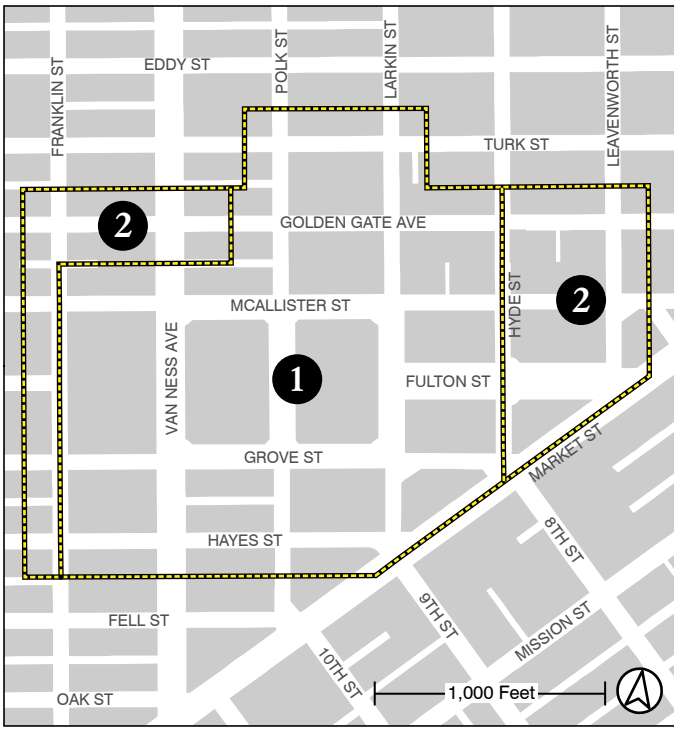 FRANKLIN ST
EDDY ST
POLK ST
LARKIN ST
LEAVENWORTH ST
TURK ST
2
GOLDEN GATE AVE
HYDE ST
2
MCALLISTER ST
VAN NESS AVE
1
FULTON ST
GROVE ST
MARKET ST
HAYES ST
8TH ST
9TH ST
MISSION ST
FELL ST
10TH ST
1,000 Feet
OAK ST